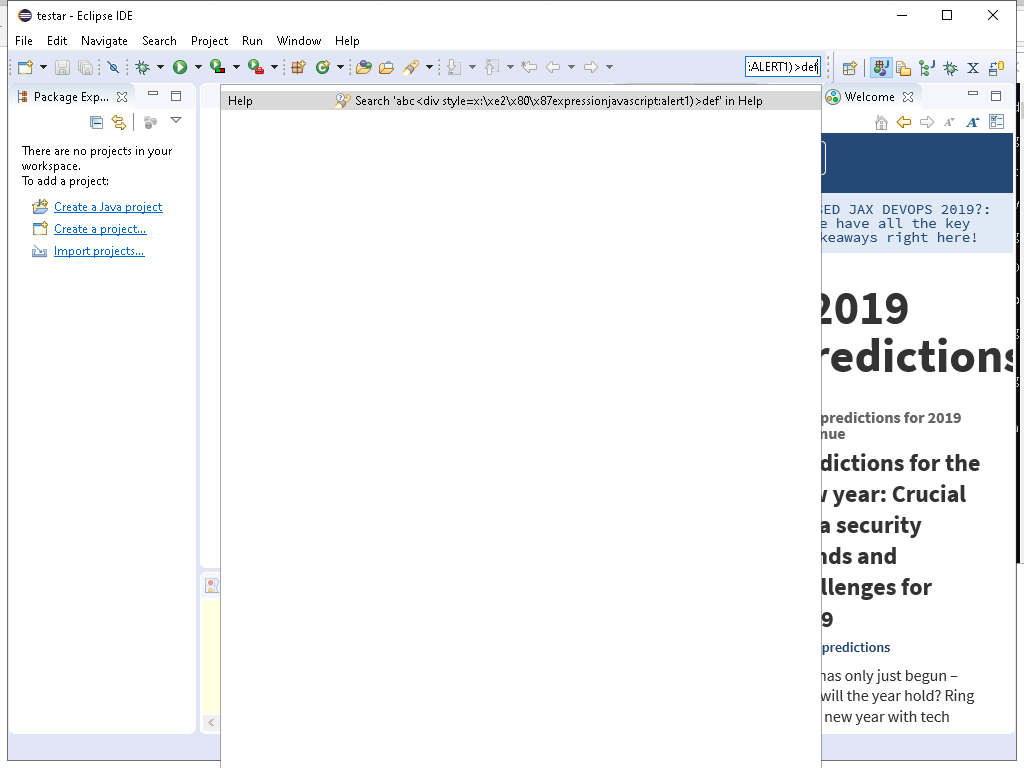 testar - Eclipse IDE
File Edit Navigate Search Project Run Window Help
:ALERT1)>def
Package Exp...
Help Search 'abc<div style=x:\xe2\x80\x87expressionjavascript:alert1)>def' in Help
Welcome
There are no projects in your
workspace.
To add a project:
Create a Java project
Create a project...
Import projects...
SED JAX DEVOPS 2019?:
e have all the key
keaways right here!
2019
redictions
predictions for 2019
nue
dictions for the
w year: Crucial
a security
nds and
llenges for
9
predictions
has only just begun –
will the year hold? Ring
new year with tech